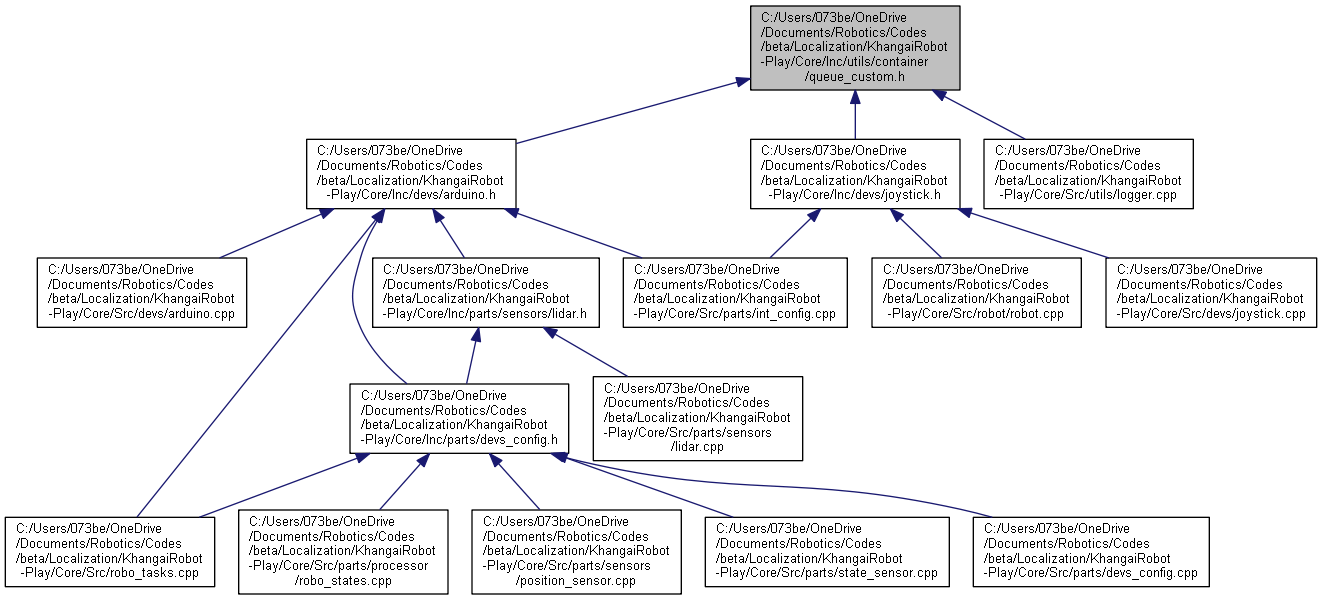 C:/Users/073be/OneDrive
/Documents/Robotics/Codes
/beta/Localization/KhangaiRobot
-Play/Core/Inc/utils/container
/queue_custom.h
C:/Users/073be/OneDrive
/Documents/Robotics/Codes
/beta/Localization/KhangaiRobot
-Play/Core/Inc/devs/arduino.h
C:/Users/073be/OneDrive
/Documents/Robotics/Codes
/beta/Localization/KhangaiRobot
-Play/Core/Inc/devs/joystick.h
C:/Users/073be/OneDrive
/Documents/Robotics/Codes
/beta/Localization/KhangaiRobot
-Play/Core/Src/utils/logger.cpp
C:/Users/073be/OneDrive
/Documents/Robotics/Codes
/beta/Localization/KhangaiRobot
-Play/Core/Src/devs/arduino.cpp
C:/Users/073be/OneDrive
/Documents/Robotics/Codes
/beta/Localization/KhangaiRobot
-Play/Core/Inc/parts/sensors/lidar.h
C:/Users/073be/OneDrive
/Documents/Robotics/Codes
/beta/Localization/KhangaiRobot
-Play/Core/Src/parts/int_config.cpp
C:/Users/073be/OneDrive
/Documents/Robotics/Codes
/beta/Localization/KhangaiRobot
-Play/Core/Src/robot/robot.cpp
C:/Users/073be/OneDrive
/Documents/Robotics/Codes
/beta/Localization/KhangaiRobot
-Play/Core/Src/devs/joystick.cpp
C:/Users/073be/OneDrive
/Documents/Robotics/Codes
/beta/Localization/KhangaiRobot
-Play/Core/Inc/parts/devs_config.h
C:/Users/073be/OneDrive
/Documents/Robotics/Codes
/beta/Localization/KhangaiRobot
-Play/Core/Src/parts/sensors
/lidar.cpp
C:/Users/073be/OneDrive
/Documents/Robotics/Codes
/beta/Localization/KhangaiRobot
-Play/Core/Src/robo_tasks.cpp
C:/Users/073be/OneDrive
/Documents/Robotics/Codes
/beta/Localization/KhangaiRobot
-Play/Core/Src/parts/processor
/robo_states.cpp
C:/Users/073be/OneDrive
/Documents/Robotics/Codes
/beta/Localization/KhangaiRobot
-Play/Core/Src/parts/sensors
/position_sensor.cpp
C:/Users/073be/OneDrive
/Documents/Robotics/Codes
/beta/Localization/KhangaiRobot
-Play/Core/Src/parts/state_sensor.cpp
C:/Users/073be/OneDrive
/Documents/Robotics/Codes
/beta/Localization/KhangaiRobot
-Play/Core/Src/parts/devs_config.cpp